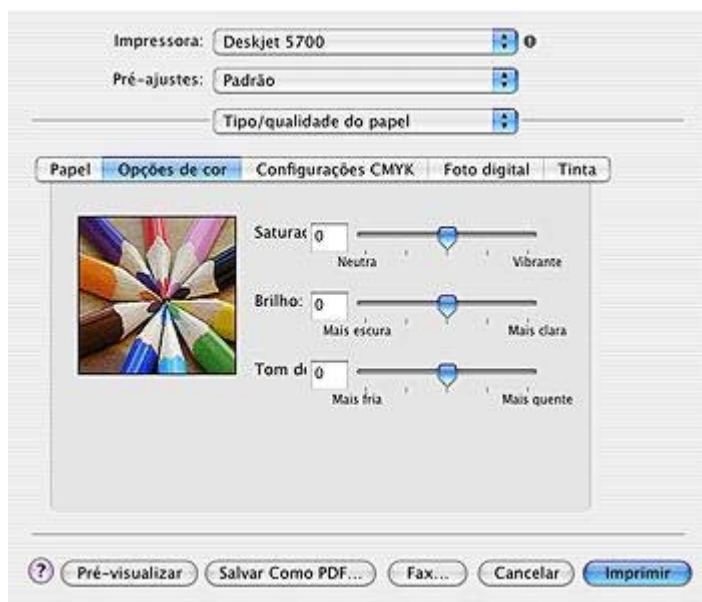 Impressora: Deskjet 5700
Pré-ajustes: Padrão
Tipo/qualidade do papel
Papel Opções de cor Configurações CMYK Foto digital Tinta
Saturaç 0
Neutra Vibrante
Brilho: 0
Mais escura Mais clara
Tom de 0
Mais fria Mais quente
? Pré-visualizar Salvar Como PDF... Fax... Cancelar Imprimir